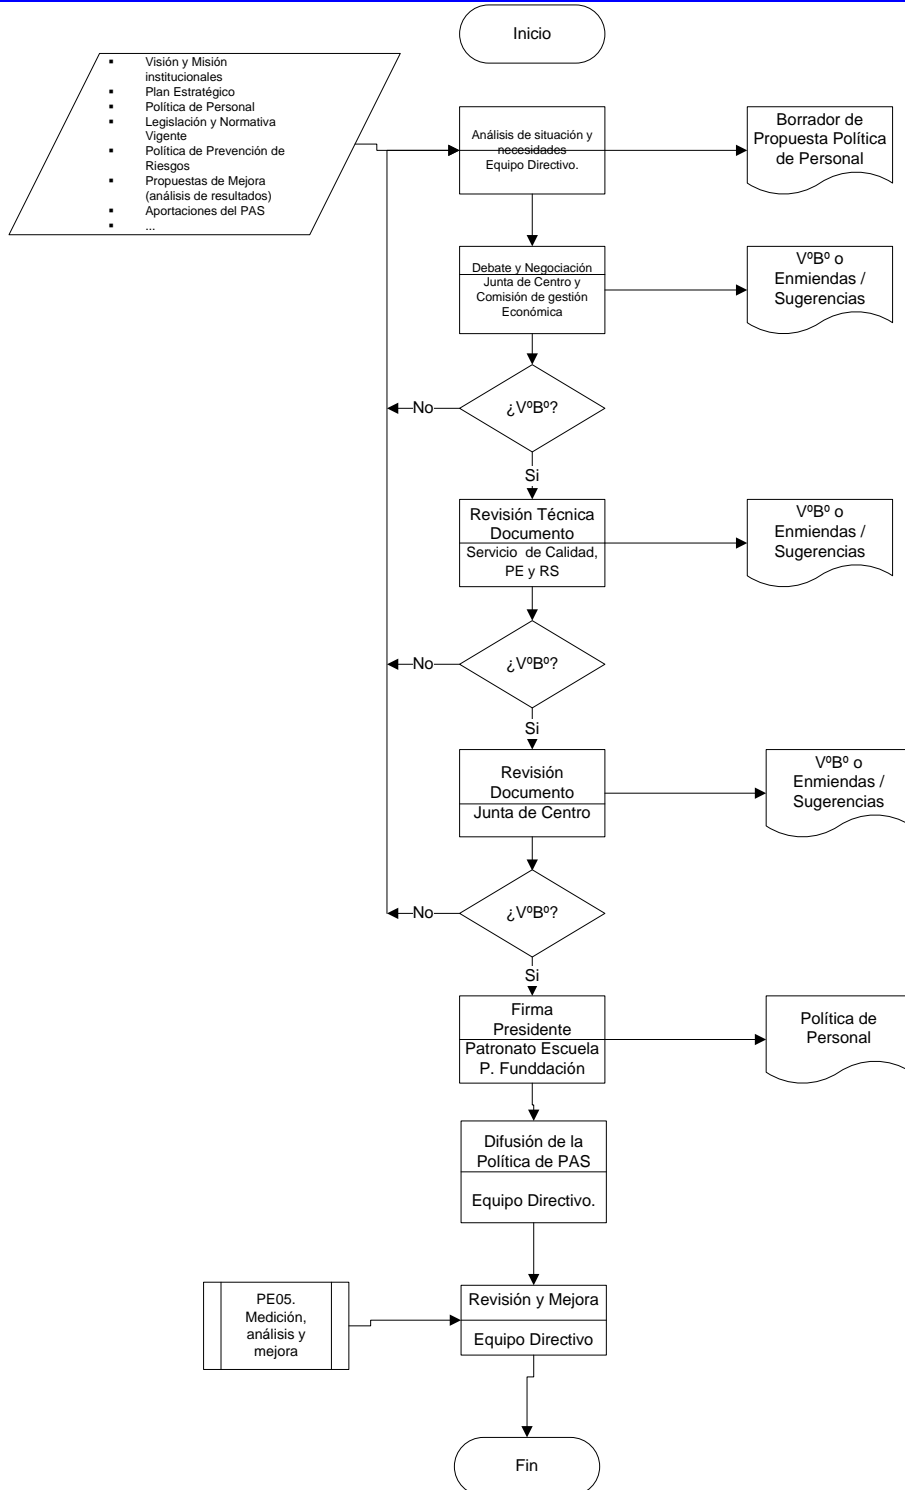 Inicio
▪ Visión y Misión
institucionales
▪ Plan Estratégico
▪ Política de Personal
▪ Legislación y Normativa
Vigente
▪ Política de Prevención de
Riesgos
▪ Propuestas de Mejora
(análisis de resultados)
▪ Aportaciones del PAS
▪ ...
Análisis de situación y
necesidades
Equipo Directivo.
Borrador de
Propuesta Política
de Personal
Debate y Negociación
Junta de Centro y
Comisión de gestión
Económica
VºBº o
Enmiendas /
Sugerencias
¿VºBº?
No
Si
Revisión Técnica
Documento
Servicio de Calidad,
PE y RS
VºBº o
Enmiendas /
Sugerencias
¿VºBº?
No
Si
Revisión
Documento
Junta de Centro
VºBº o
Enmiendas /
Sugerencias
¿VºBº?
No
Si
Firma
Presidente
Patronato Escuela
P. Funddación
Política de
Personal
Difusión de la
Política de PAS
Equipo Directivo.
PE05.
Medición,
análisis y
mejora
Revisión y Mejora
Equipo Directivo
Fin